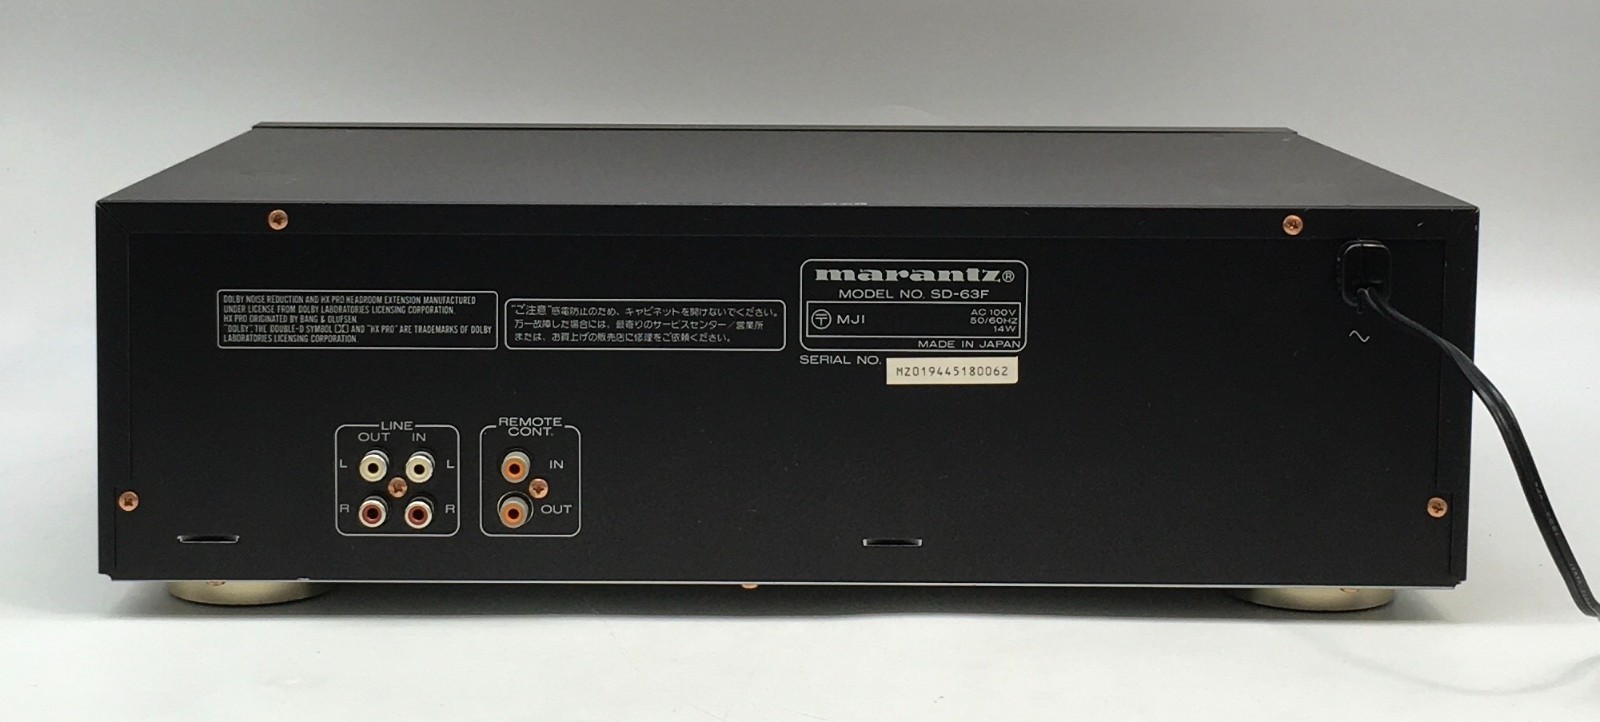 DOLBY NOISE REDUCTION AND HX PRO HEADROOM EXTENSION MANUFACTURED
UNDER LICENSE FROM DOLBY LABORATORIES LICENSING CORPORATION.
HX PRO ORIGINATED BY BANG & OLUFSEN.
"DOLBY", THE DOUBLE-D SYMBOL AND "HX PRO" ARE TRADEMARKS OF DOLBY
LABORATORIES LICENSING CORPORATION.
"ご注意"感電防止のため、キャビネットを開けないでください。
万一故障した場合には、最寄りのサービスセンター／営業所
または、お買上げの販売店に修理をご依頼ください。
marantz®
MODEL NO. SD-63F
〒 MJI
AC 100V
50/60HZ
14W
MADE IN JAPAN
SERIAL NO. MZ019445180062
LINE
OUT IN
L L
R R
REMOTE
CONT.
IN
OUT
~